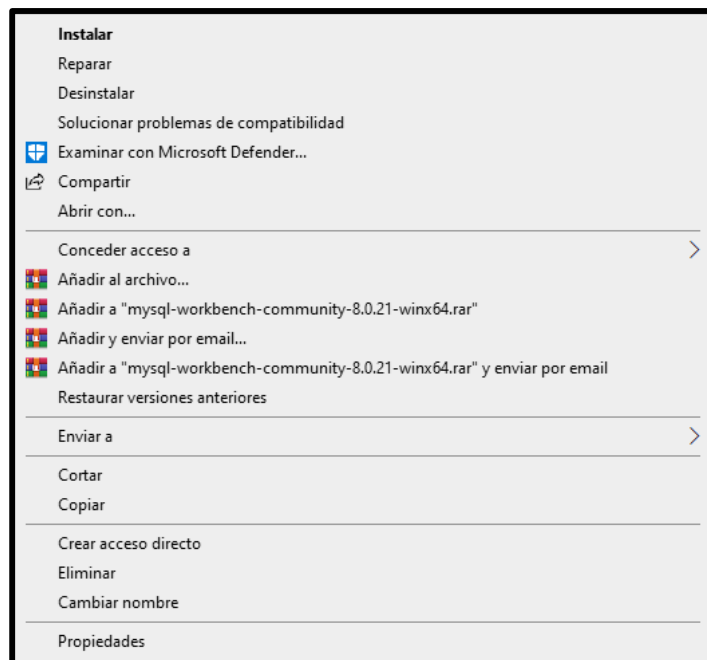 Instalar
Reparar
Desinstalar
Solucionar problemas de compatibilidad
Examinar con Microsoft Defender...
Compartir
Abrir con...
Conceder acceso a
Añadir al archivo...
Añadir a "mysql-workbench-community-8.0.21-winx64.rar"
Añadir y enviar por email...
Añadir a "mysql-workbench-community-8.0.21-winx64.rar" y enviar por email
Restaurar versiones anteriores
Enviar a
Cortar
Copiar
Crear acceso directo
Eliminar
Cambiar nombre
Propiedades